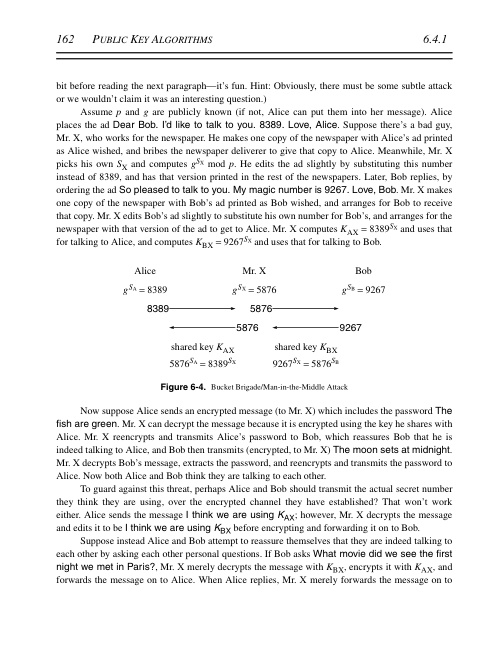 162 PUBLIC KEY ALGORITHMS 6.4.1
bit before reading the next paragraph—it's fun. Hint: Obviously, there must be some subtle attack
or we wouldn't claim it was an interesting question.)
Assume p and g are publicly known (if not, Alice can put them into her message). Alice
places the ad Dear Bob. I'd like to talk to you. 8389. Love, Alice. Suppose there's a bad guy,
Mr. X, who works for the newspaper. He makes one copy of the newspaper with Alice's ad printed
as Alice wished, and bribes the newspaper deliverer to give that copy to Alice. Meanwhile, Mr. X
picks his own S_X and computes g^{S_X} mod p. He edits the ad slightly by substituting this number
instead of 8389, and has that version printed in the rest of the newspapers. Later, Bob replies, by
ordering the ad So pleased to talk to you. My magic number is 9267. Love, Bob. Mr. X makes
one copy of the newspaper with Bob's ad printed as Bob wished, and arranges for Bob to receive
that copy. Mr. X edits Bob's ad slightly to substitute his own number for Bob's, and arranges for the
newspaper with that version of the ad to get to Alice. Mr. X computes K_{AX} = 8389^{S_X} and uses that
for talking to Alice, and computes K_{BX} = 9267^{S_X} and uses that for talking to Bob.
Alice Mr. X Bob
g^{S_A} = 8389 g^{S_X} = 5876 g^{S_B} = 9267
8389 5876
5876 9267
shared key K_{AX} shared key K_{BX}
5876^{S_A} = 8389^{S_X} 9267^{S_X} = 5876^{S_B}
Figure 6-4. Bucket Brigade/Man-in-the-Middle Attack
Now suppose Alice sends an encrypted message (to Mr. X) which includes the password The
fish are green. Mr. X can decrypt the message because it is encrypted using the key he shares with
Alice. Mr. X reencrypts and transmits Alice's password to Bob, which reassures Bob that he is
indeed talking to Alice, and Bob then transmits (encrypted, to Mr. X) The moon sets at midnight.
Mr. X decrypts Bob's message, extracts the password, and reencrypts and transmits the password to
Alice. Now both Alice and Bob think they are talking to each other.
To guard against this threat, perhaps Alice and Bob should transmit the actual secret number
they think they are using, over the encrypted channel they have established? That won't work
either. Alice sends the message I think we are using K_{AX}; however, Mr. X decrypts the message
and edits it to be I think we are using K_{BX} before encrypting and forwarding it on to Bob.
Suppose instead Alice and Bob attempt to reassure themselves that they are indeed talking to
each other by asking each other personal questions. If Bob asks What movie did we see the first
night we met in Paris?, Mr. X merely decrypts the message with K_{BX}, encrypts it with K_{AX}, and
forwards the message on to Alice. When Alice replies, Mr. X merely forwards the message on to